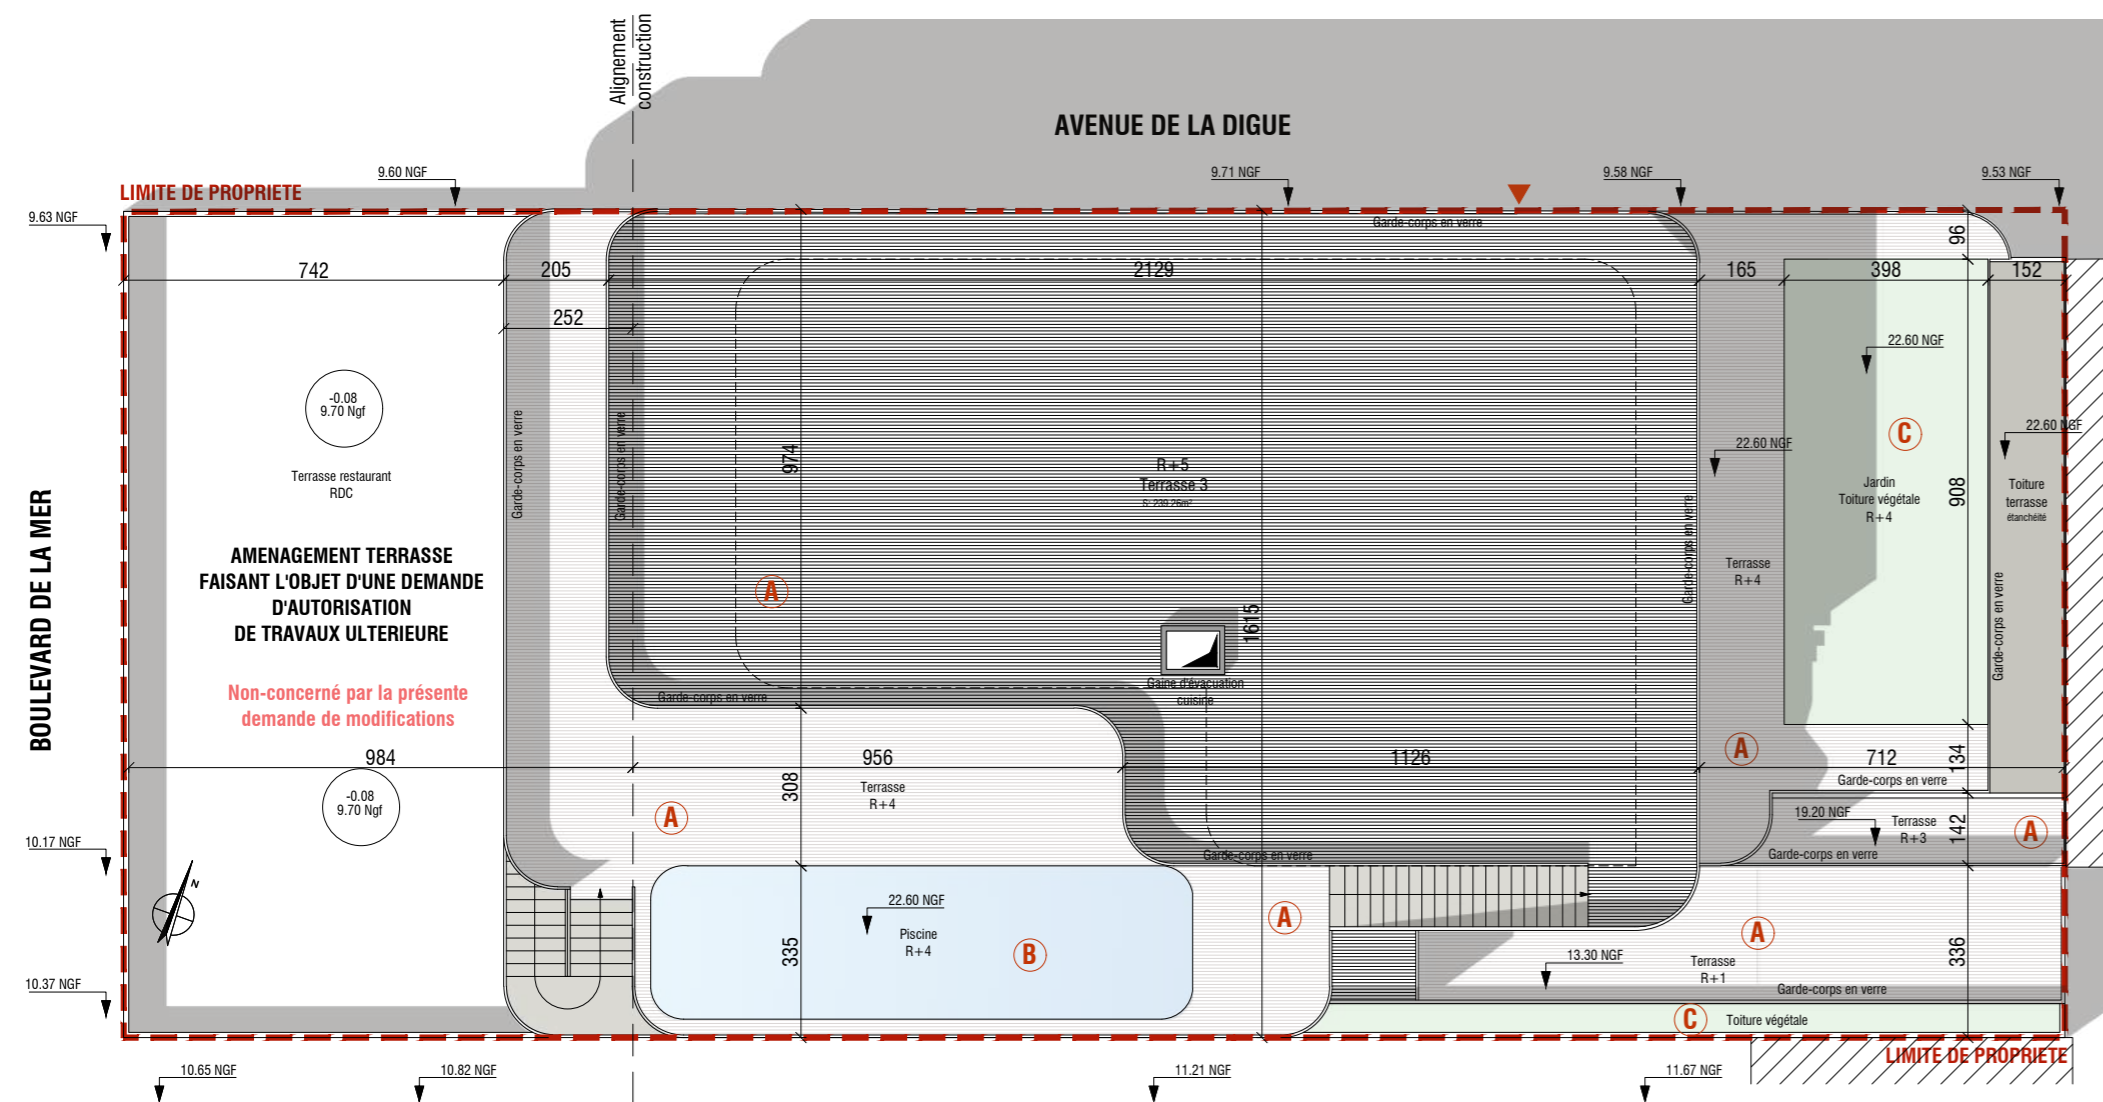 Alignement
construction
AVENUE DE LA DIGUE
LIMITE DE PROPRIETE
9.60 NGF
9.71 NGF
9.58 NGF
9.53 NGF
9.63 NGF
Garde-corps en verre
96
742
205
2129
165
398
152
252
22.60 NGF
-0.08
9.70 Ngf
Terrasse restaurant
RDC
Garde-corps en verre
Garde-corps en verre
974
R+5
Terrasse 3
S: 239.26m²
22.60 NGF
C
22.60 NGF
Jardin
Toiture végétale
R+4
908
Toiture
terrasse
étanchéité
Garde-corps en verre
Terrasse
R+4
Garde-corps en verre
BOULEVARD DE LA MER
AMENAGEMENT TERRASSE
FAISANT L'OBJET D'UNE DEMANDE
D'AUTORISATION
DE TRAVAUX ULTERIEURE
Non-concerné par la présente
demande de modifications
A
1615
Gaine d'évacuation
cuisine
Garde-corps en verre
984
956
1126
A
712
134
Garde-corps en verre
-0.08
9.70 Ngf
308
Terrasse
R+4
A
19.20 NGF
Terrasse
R+3
142
A
Garde-corps en verre
Garde-corps en verre
10.17 NGF
N
22.60 NGF
Piscine
R+4
B
335
A
A
13.30 NGF
Terrasse
R+1
336
Garde-corps en verre
10.37 NGF
C
Toiture végétale
LIMITE DE PROPRIETE
10.65 NGF
10.82 NGF
11.21 NGF
11.67 NGF